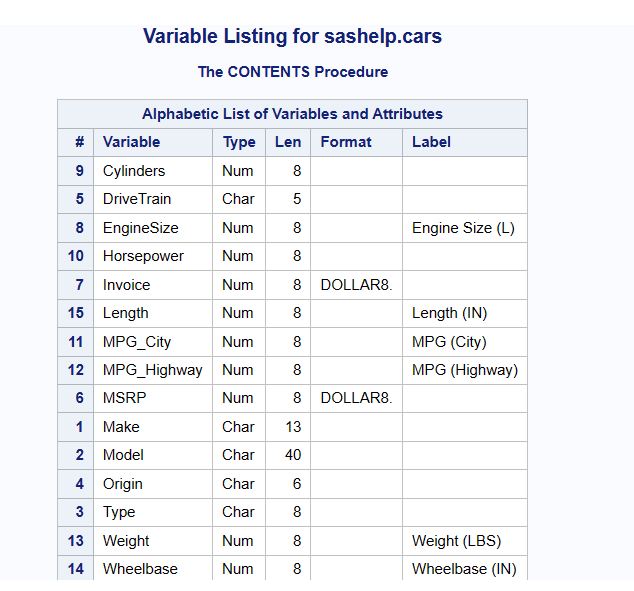 Variable Listing for sashelp.cars
The CONTENTS Procedure
Alphabetic List of Variables and Attributes
# Variable Type Len Format Label
9 Cylinders Num 8
5 DriveTrain Char 5
8 EngineSize Num 8 Engine Size (L)
10 Horsepower Num 8
7 Invoice Num 8 DOLLAR8.
15 Length Num 8 Length (IN)
11 MPG_City Num 8 MPG (City)
12 MPG_Highway Num 8 MPG (Highway)
6 MSRP Num 8 DOLLAR8.
1 Make Char 13
2 Model Char 40
4 Origin Char 6
3 Type Char 8
13 Weight Num 8 Weight (LBS)
14 Wheelbase Num 8 Wheelbase (IN)